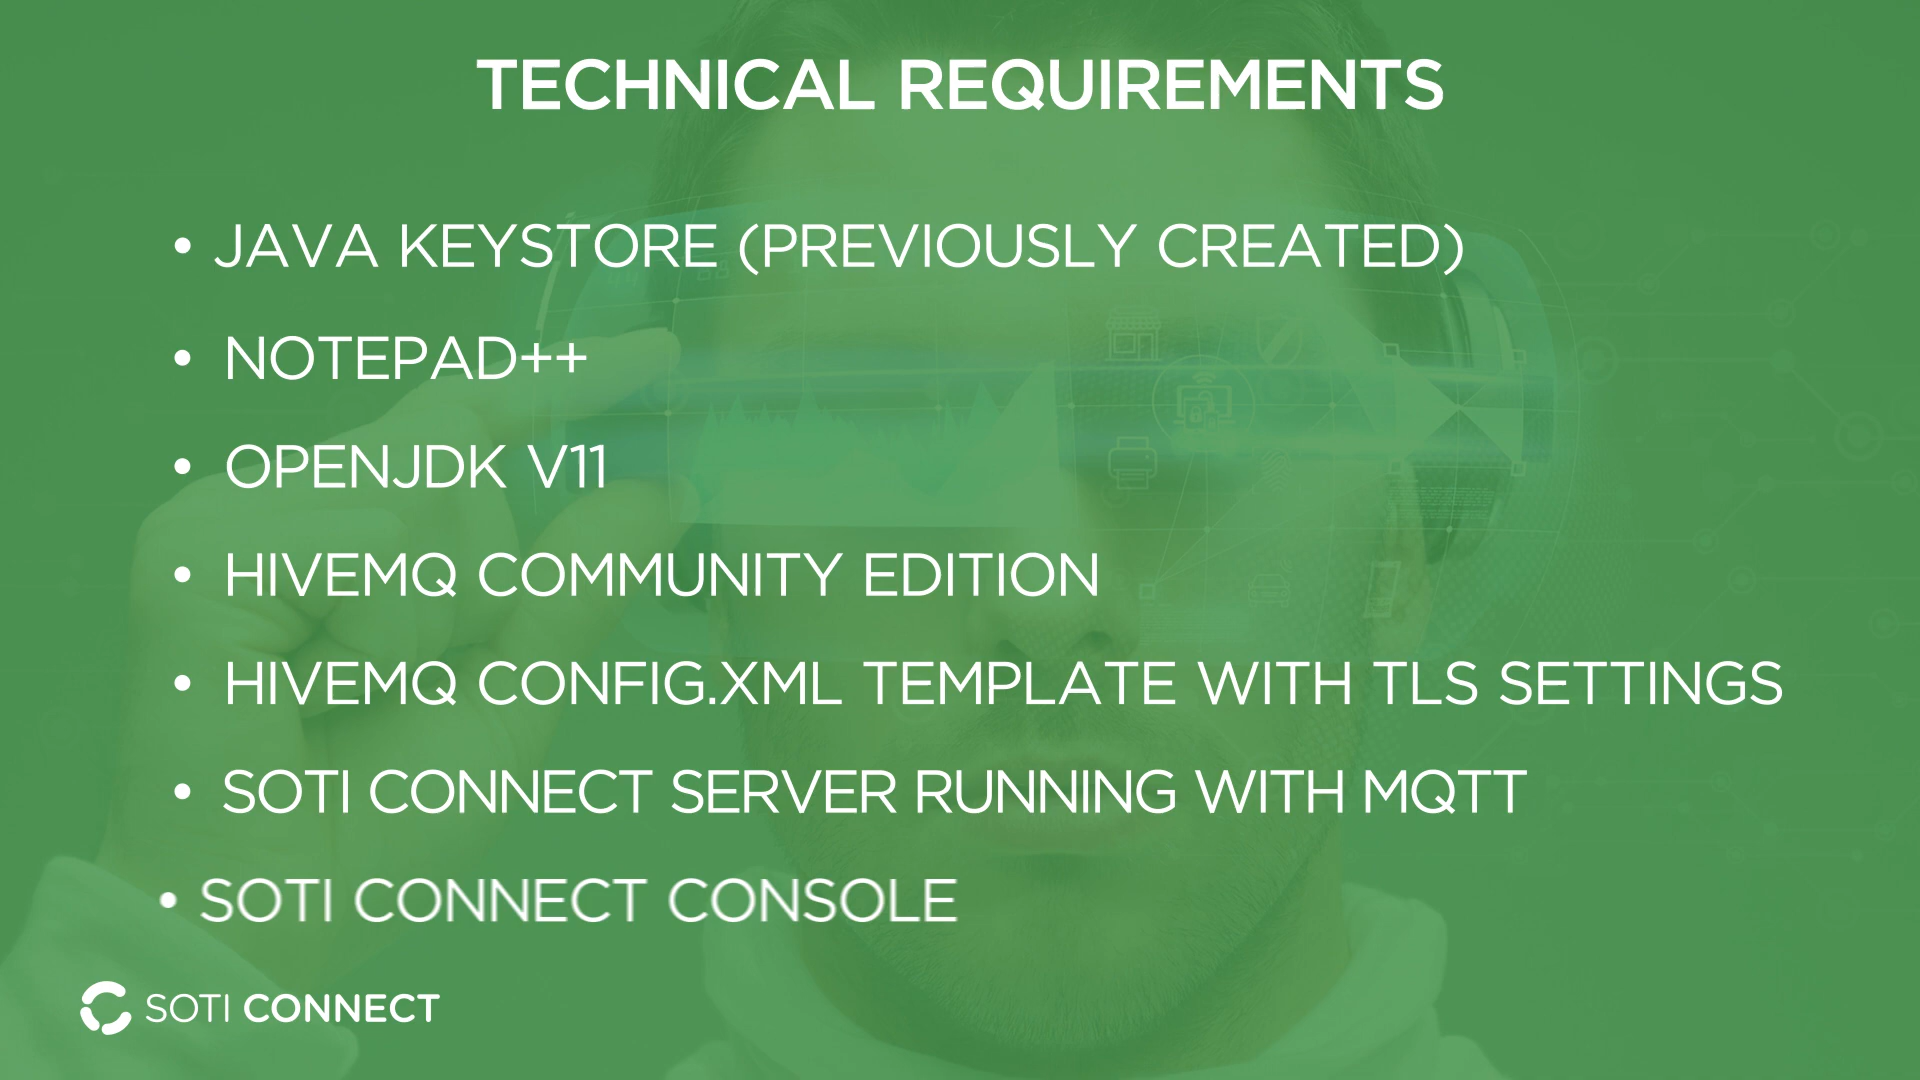 TECHNICAL REQUIREMENTS
• JAVA KEYSTORE (PREVIOUSLY CREATED)
• NOTEPAD++
• OPENJDK V11
• HIVEMQ COMMUNITY EDITION
• HIVEMQ CONFIG.XML TEMPLATE WITH TLS SETTINGS
• SOTI CONNECT SERVER RUNNING WITH MQTT
• SOTI CONNECT CONSOLE
SOTI CONNECT